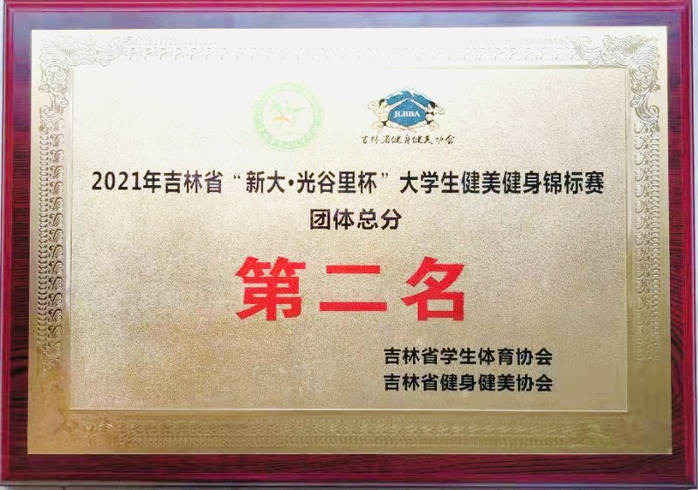 JLBBA
吉林省健身健美协会
2021年吉林省“新大·光谷里杯”大学生健美健身锦标赛
团体总分
第二名
吉林省学生体育协会
吉林省健身健美协会